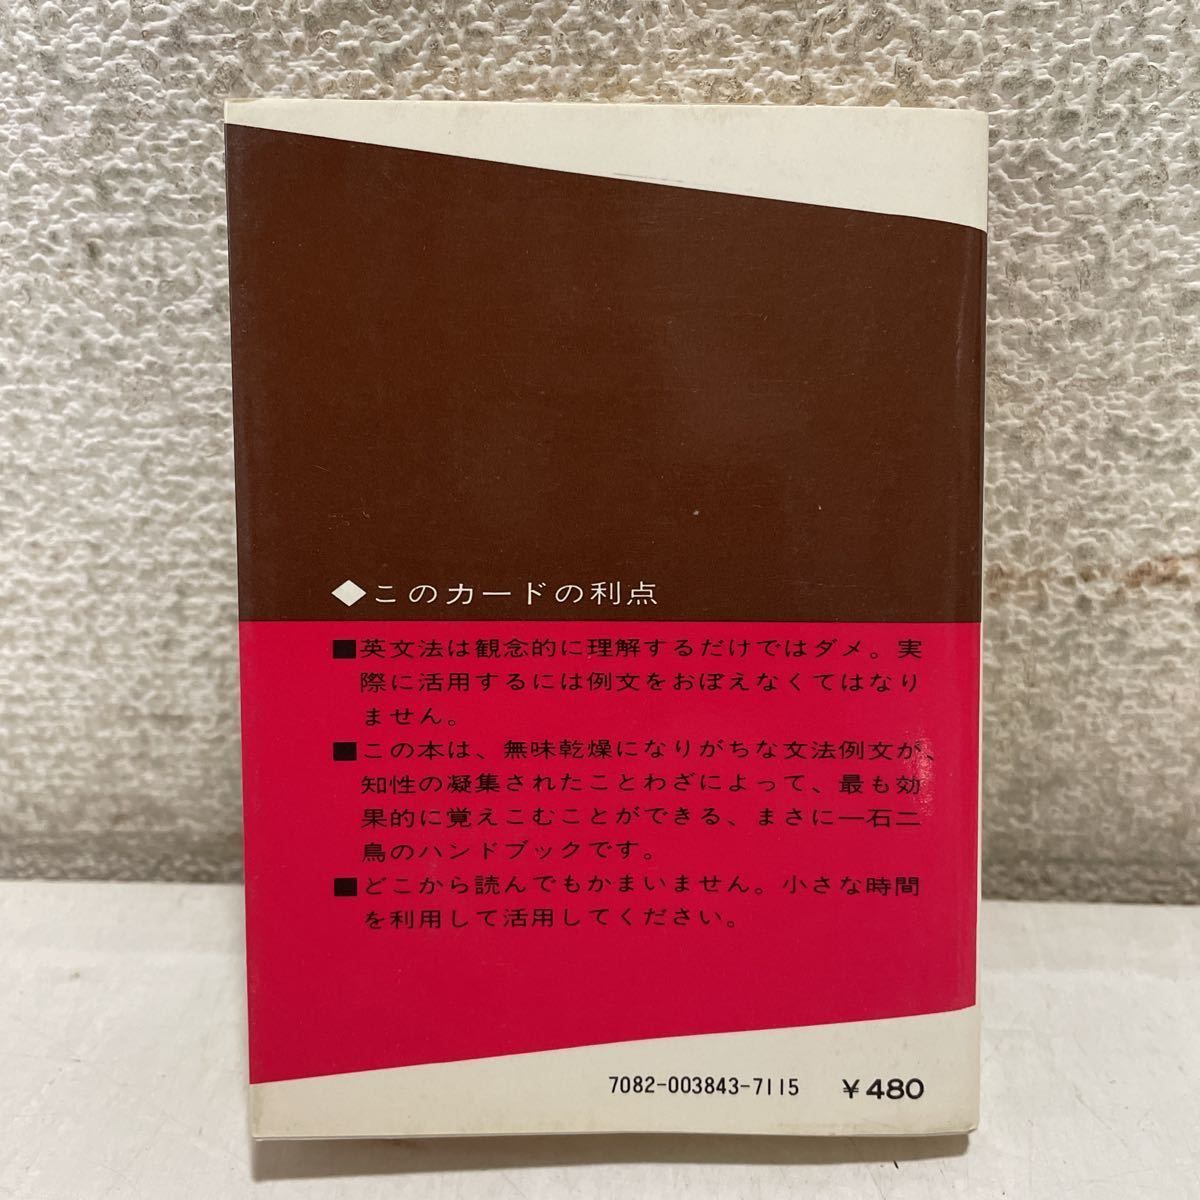 ◆このカードの利点
■英文法は観念的に理解するだけではダメ。実
際に活用するには例文をおぼえなくてはなり
ません。
■この本は、無味乾燥になりがちな文法例文が、
知性の凝集されたことわざによって、最も効
果的に覚えこむことができる、まさに一石二
鳥のハンドブックです。
■どこから読んでもかまいません。小さな時間
を利用して活用してください。
7082-003843-7115 ¥480